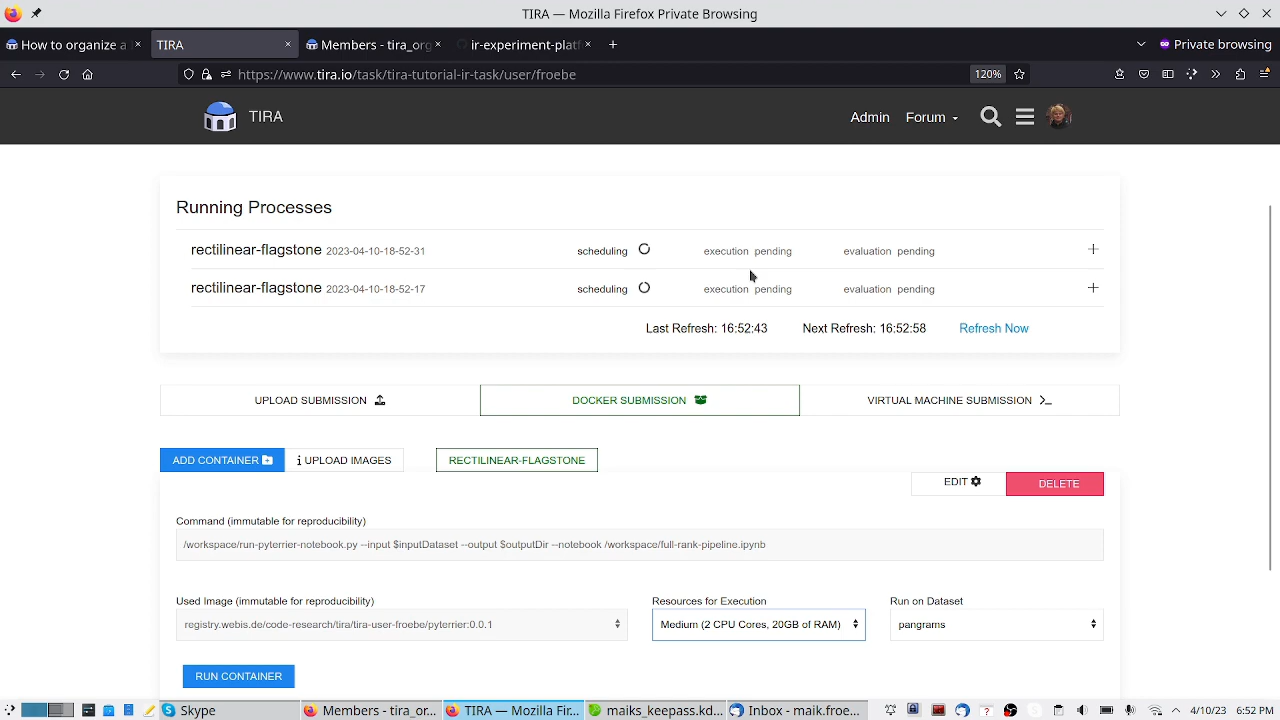 TIRA — Mozilla Firefox Private Browsing
How to organize a
TIRA
Members - tira_org
ir-experiment-platf
Private browsing
https://www.tira.io/task/tira-tutorial-ir-task/user/froebe
120%
TIRA
Admin
Forum
Running Processes
rectilinear-flagstone 2023-04-10-18-52-31 scheduling execution pending evaluation pending
rectilinear-flagstone 2023-04-10-18-52-17 scheduling execution pending evaluation pending
Last Refresh: 16:52:43 Next Refresh: 16:52:58 Refresh Now
UPLOAD SUBMISSION
DOCKER SUBMISSION
VIRTUAL MACHINE SUBMISSION
ADD CONTAINER
UPLOAD IMAGES
RECTILINEAR-FLAGSTONE
EDIT
DELETE
Command (immutable for reproducibility)
/workspace/run-pyterrier-notebook.py --input $inputDataset --output $outputDir --notebook /workspace/full-rank-pipeline.ipynb
Used Image (immutable for reproducibility)
Resources for Execution
Run on Dataset
registry.webis.de/code-research/tira/tira-user-froebe/pyterrier:0.0.1
Medium (2 CPU Cores, 20GB of RAM)
pangrams
RUN CONTAINER
Skype
Members - tira_or...
TIRA — Mozilla Fir...
maiks_keepass.kd...
Inbox - maik.froe...
4/10/23
6:52 PM